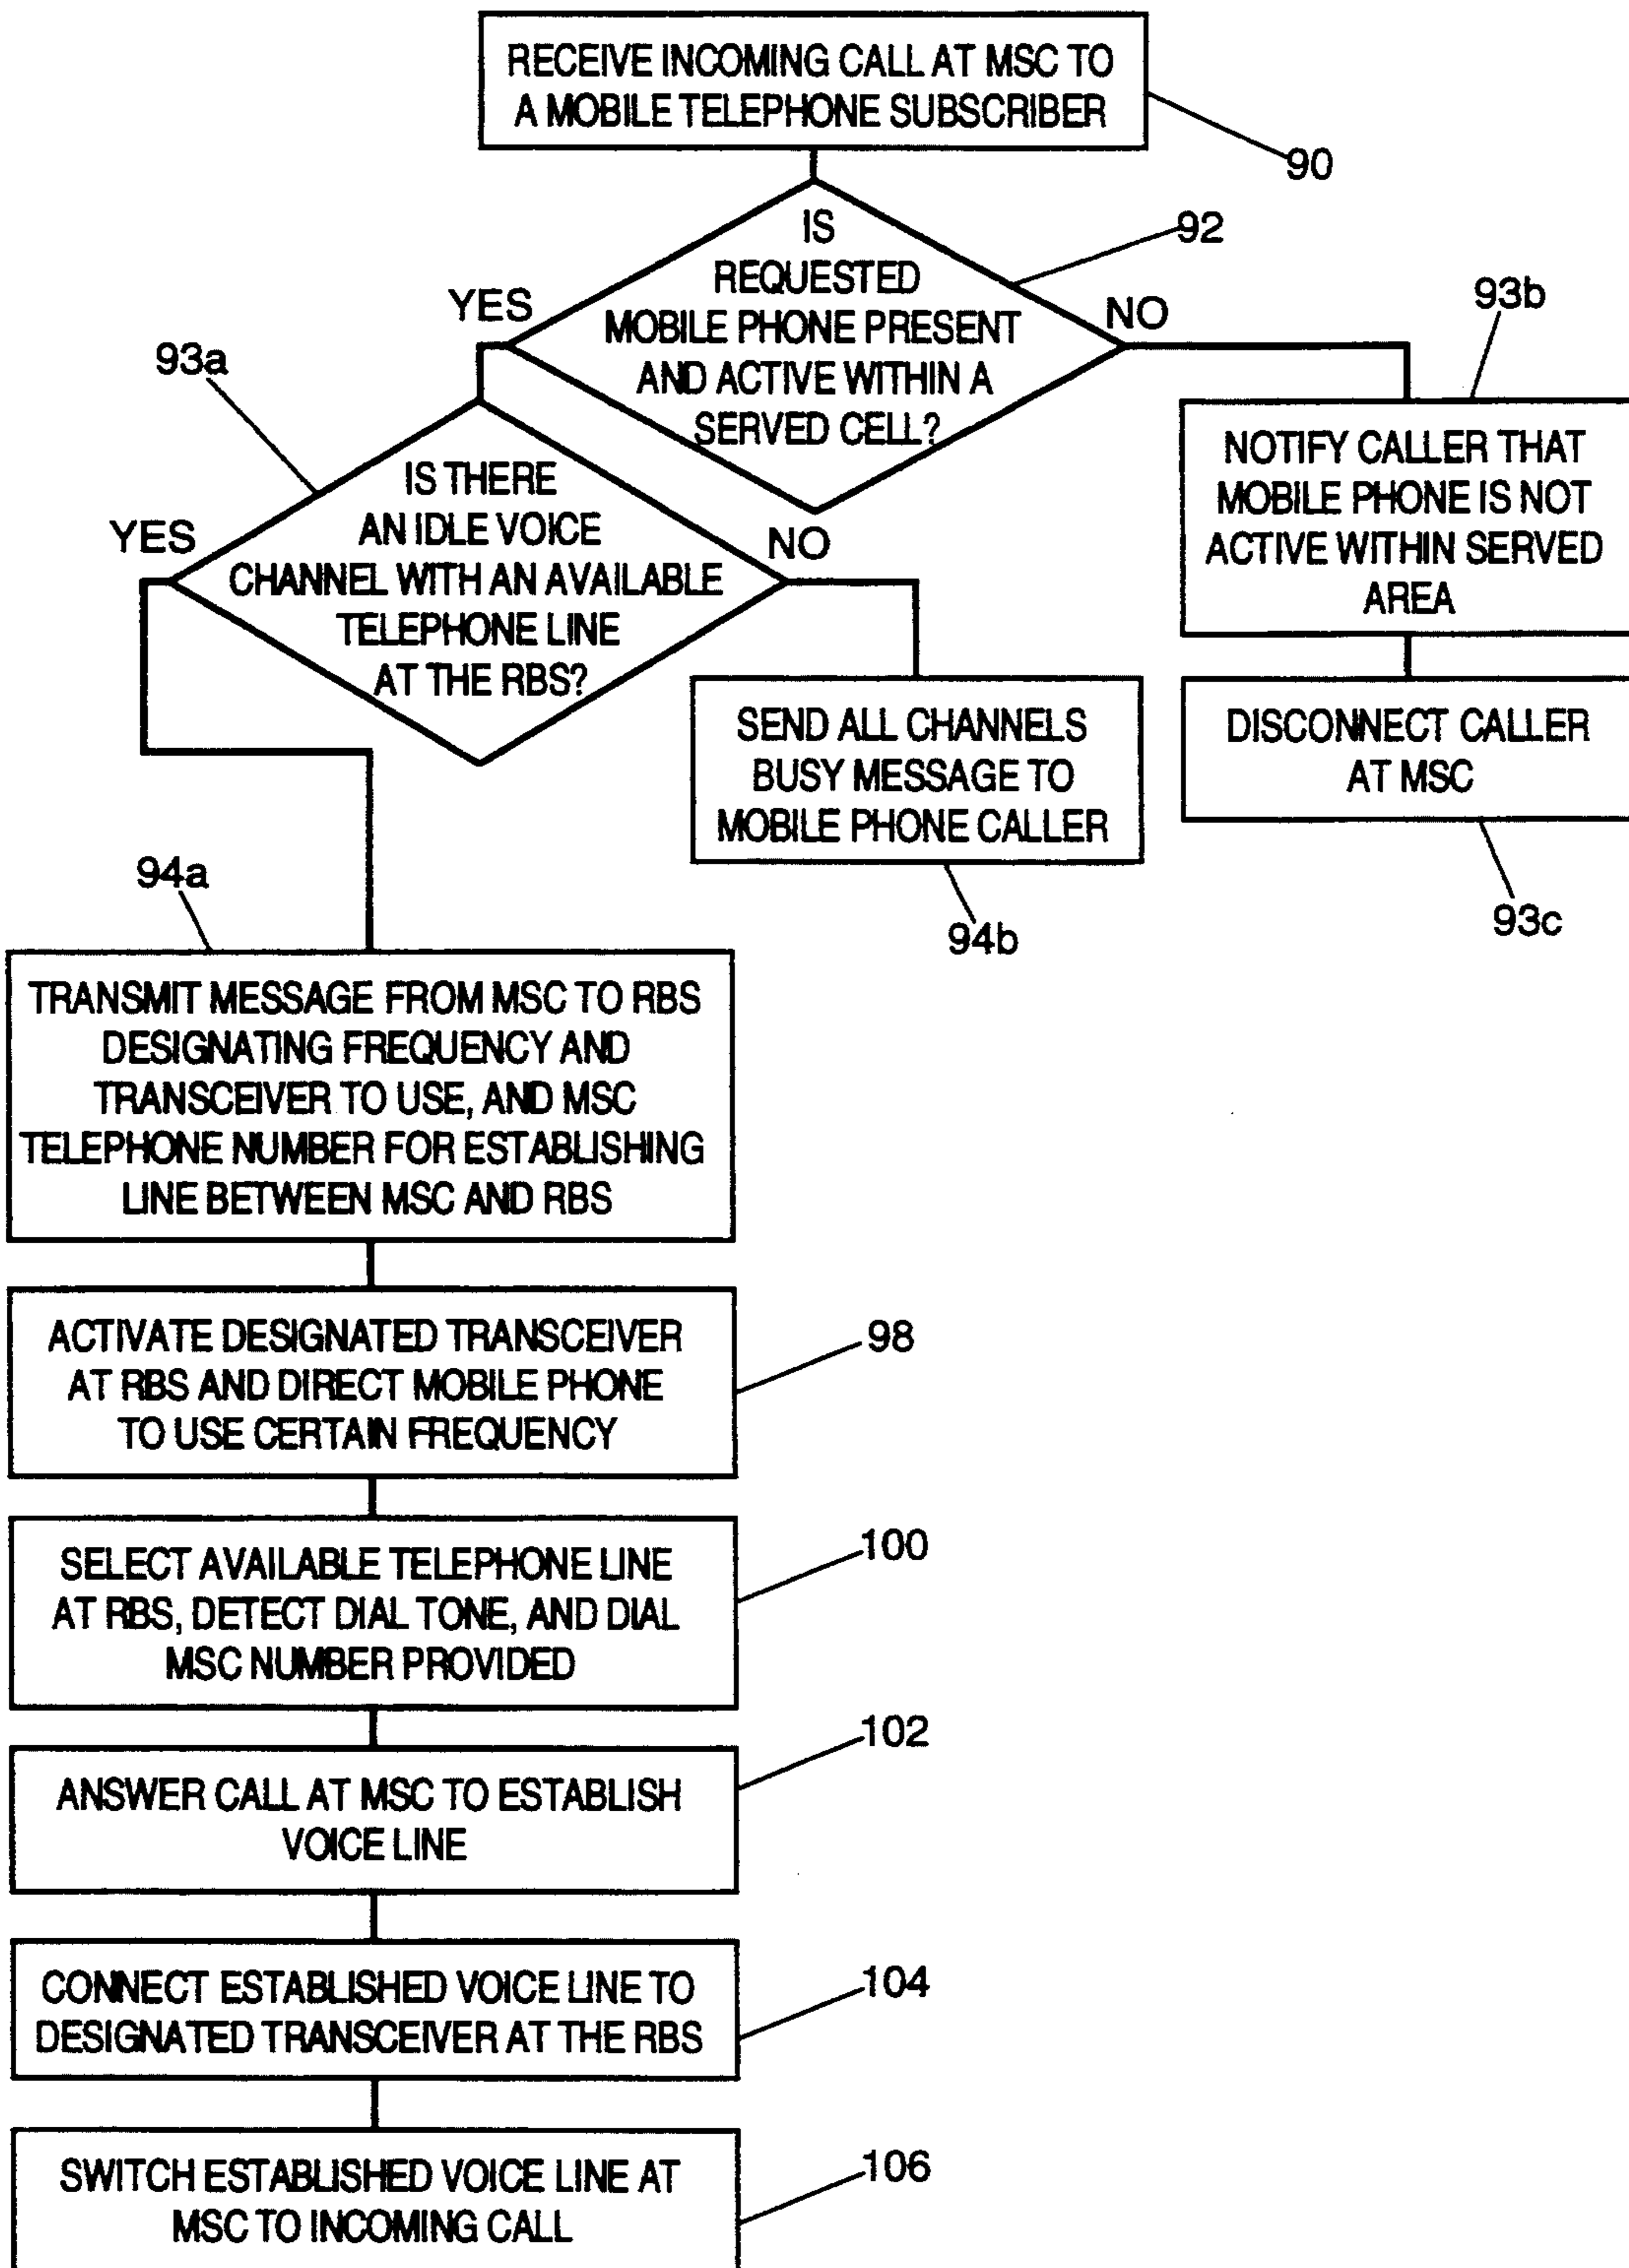 RECEIVE INCOMING CALL AT MSC TO
A MOBILE TELEPHONE SUBSCRIBER
90
IS
REQUESTED
MOBILE PHONE PRESENT
AND ACTIVE WITHIN A
SERVED CELL?
92
YES
NO
93a
93b
IS THERE
AN IDLE VOICE
CHANNEL WITH AN AVAILABLE
TELEPHONE LINE
AT THE RBS?
YES
NO
NOTIFY CALLER THAT
MOBILE PHONE IS NOT
ACTIVE WITHIN SERVED
AREA
SEND ALL CHANNELS
BUSY MESSAGE TO
MOBILE PHONE CALLER
94b
DISCONNECT CALLER
AT MSC
93c
94a
TRANSMIT MESSAGE FROM MSC TO RBS
DESIGNATING FREQUENCY AND
TRANSCEIVER TO USE, AND MSC
TELEPHONE NUMBER FOR ESTABLISHING
LINE BETWEEN MSC AND RBS
ACTIVATE DESIGNATED TRANSCEIVER
AT RBS AND DIRECT MOBILE PHONE
TO USE CERTAIN FREQUENCY
98
SELECT AVAILABLE TELEPHONE LINE
AT RBS, DETECT DIAL TONE, AND DIAL
MSC NUMBER PROVIDED
100
ANSWER CALL AT MSC TO ESTABLISH
VOICE LINE
102
CONNECT ESTABLISHED VOICE LINE TO
DESIGNATED TRANSCEIVER AT THE RBS
104
SWITCH ESTABLISHED VOICE LINE AT
MSC TO INCOMING CALL
106